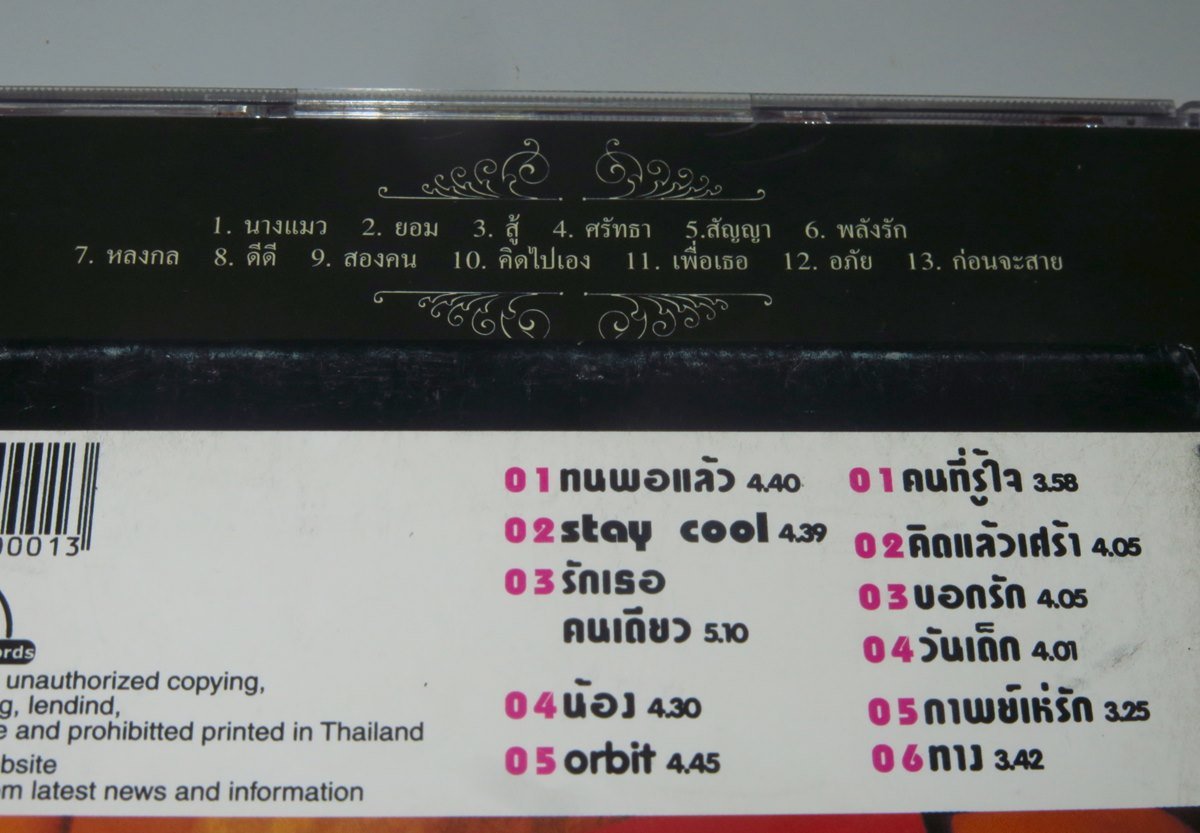 1. นางแมว 2. ยอม 3. สู้ 4. ศรัทธา 5.สัญญา 6. พลังรัก
7. หลงกล 8. ดีดี 9. สองคน 10. คิดไปเอง 11. เพื่อเธอ 12. อภัย 13. ก่อนจะสาย
00013
ords
unauthorized copying,
g, lendind,
e and prohibitted printed in Thailand
bsite
om latest news and information
01 ทนพอแล้ว 4.40
02 stay cool 4.39
03 รักเธอ
คนเดียว 5.10
04 น้อง 4.30
05 orbit 4.45
01 คนที่รู้ใจ 3.58
02 คิดแล้วเศร้า 4.05
03 บอกรัก 4.05
04 วันเด็ก 4.01
05 กาพย์เห่รัก 3.25
06 ทาง 3.42